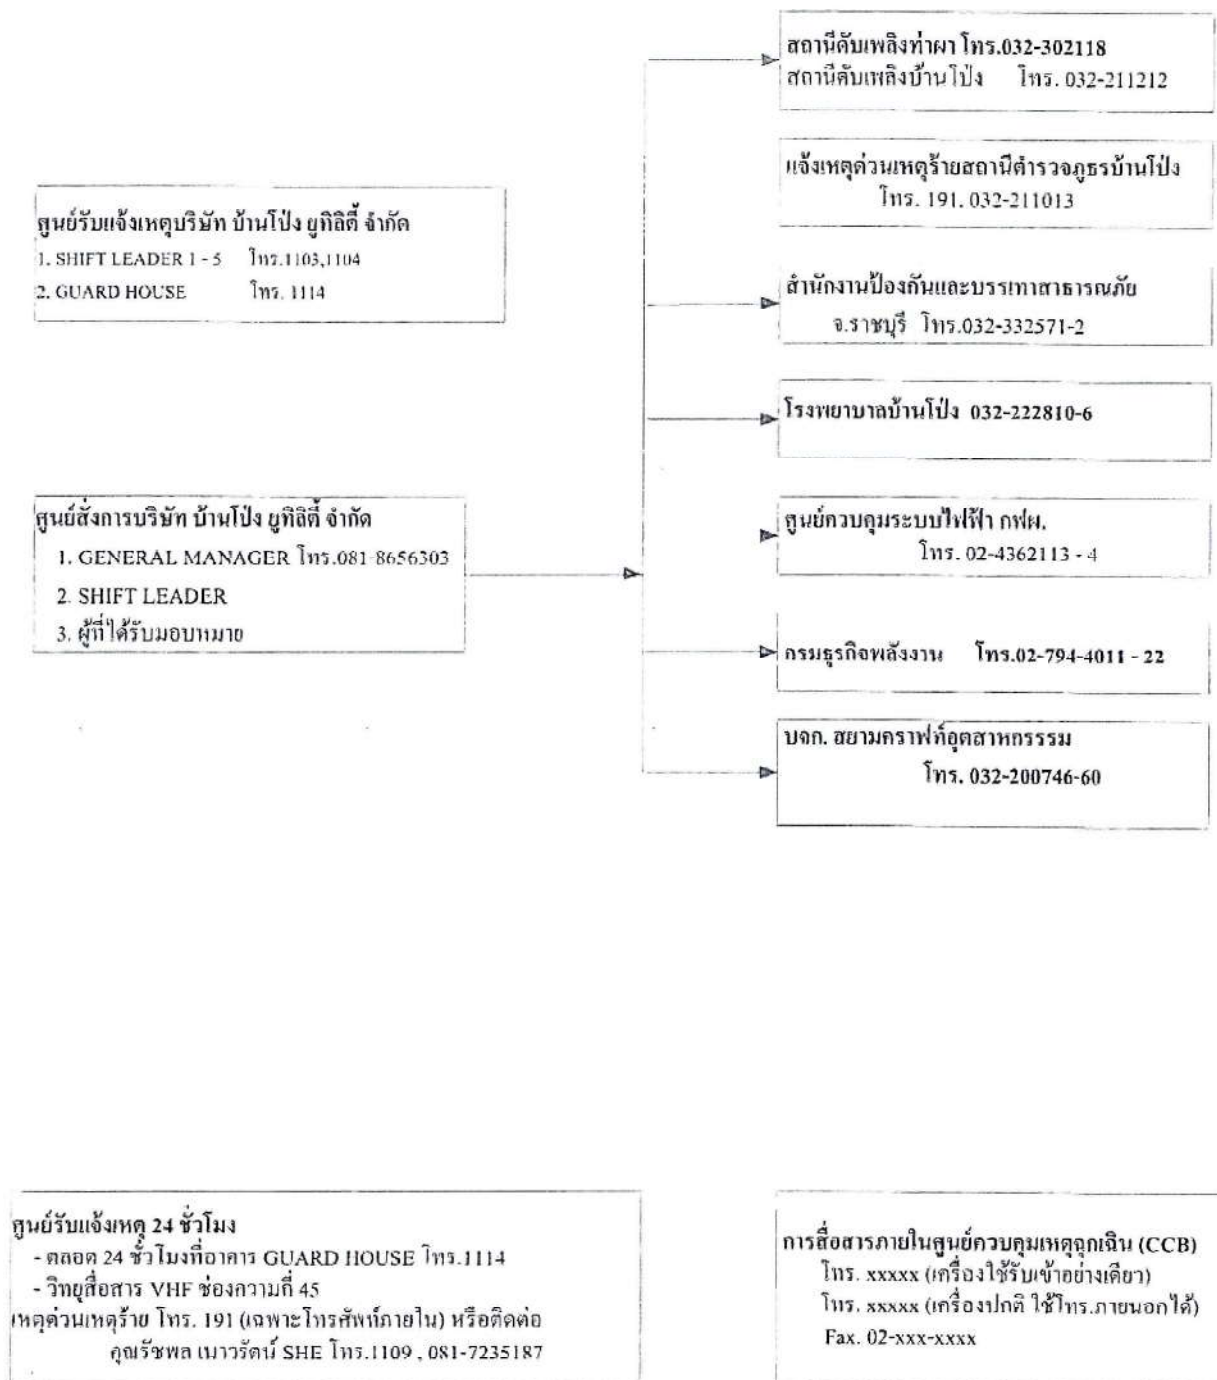 สถานีดับเพลิงท่าผา โทร.032-302118
สถานีดับเพลิงบ้านโป่ง โทร. 032-211212
แจ้งเหตุด่วนเหตุร้ายสถานีตำรวจภูธรบ้านโป่ง
โทร. 191, 032-211013
ศูนย์รับแจ้งเหตุบริษัท บ้านโป่ง ยูทิลิตี้ จำกัด
1. SHIFT LEADER 1 - 5 โทร.1103,1104
2. GUARD HOUSE โทร. 1114
สำนักงานป้องกันและบรรเทาสาธารณภัย
จ.ราชบุรี โทร.032-332571-2
โรงพยาบาลบ้านโป่ง 032-222810-6
ศูนย์สั่งการบริษัท บ้านโป่ง ยูทิลิตี้ จำกัด
1. GENERAL MANAGER โทร.081-8656303
2. SHIFT LEADER
3. ผู้ที่ได้รับมอบหมาย
ศูนย์ควบคุมระบบไฟฟ้า กฟผ.
โทร. 02-4362113 - 4
กรมธุรกิจพลังงาน โทร.02-794-4011 - 22
บจก. สยามคราฟท์อุตสาหกรรรม
โทร. 032-200746-60
ศูนย์รับแจ้งเหตุ 24 ชั่วโมง
- ตลอด 24 ชั่วโมงที่อาคาร GUARD HOUSE โทร.1114
- วิทยุสื่อสาร VHF ช่องความถี่ 45
เหตุด่วนเหตุร้าย โทร. 191 (เฉพาะโทรศัพท์ภายใน) หรือติดต่อ
คุณรัชพล เนาวรัตน์ SHE โทร.1109 , 081-7235187
การสื่อสารภายในศูนย์ควบคุมเหตุฉุกเฉิน (CCB)
โทร. xxxxx (เครื่องใช้รับเข้าอย่างเดียว)
โทร. xxxxx (เครื่องปกติ ใช้โทร.ภายนอกได้)
Fax. 02-xxx-xxxx